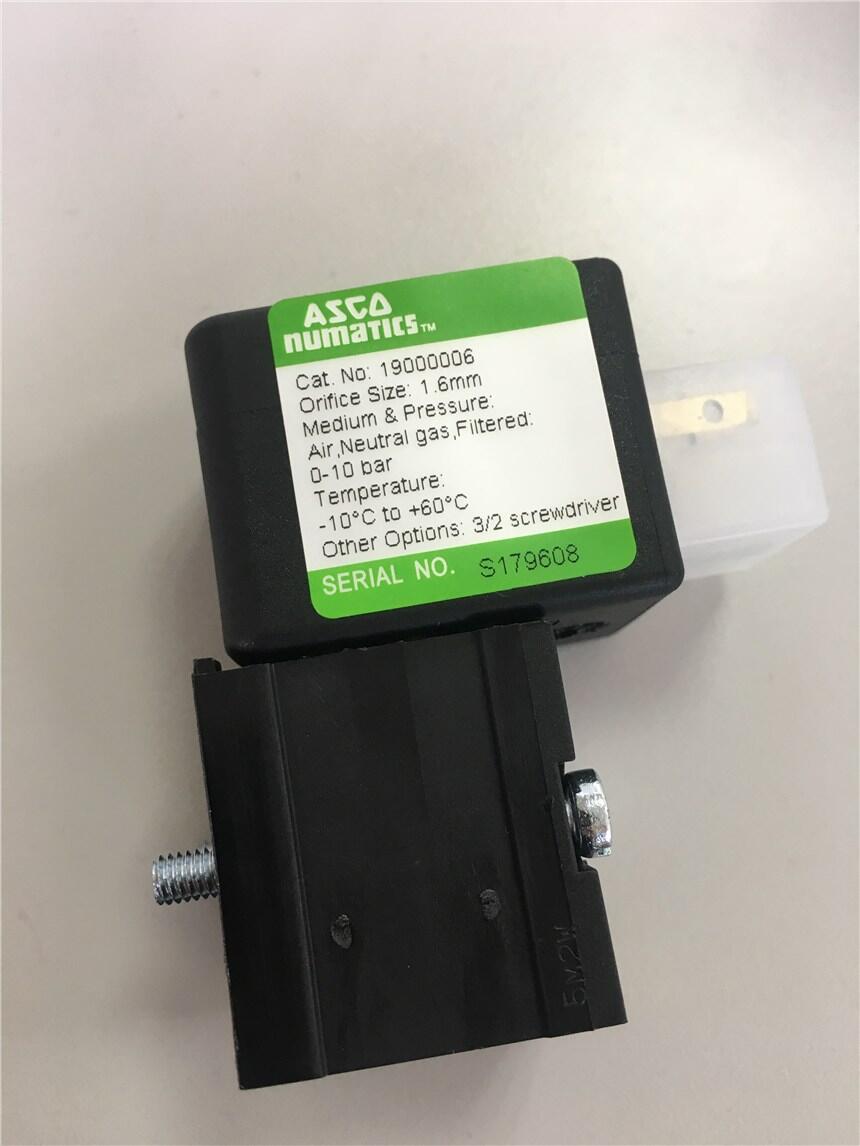 ASCO
numatics™
Cat. No: 19000006
Orifice Size: 1.6mm
Medium & Pressure:
Air,Neutral gas,Filtered:
0-10 bar
Temperature:
-10°C to +60°C
Other Options: 3/2 screwdriver
SERIAL NO. S179608
5M2W